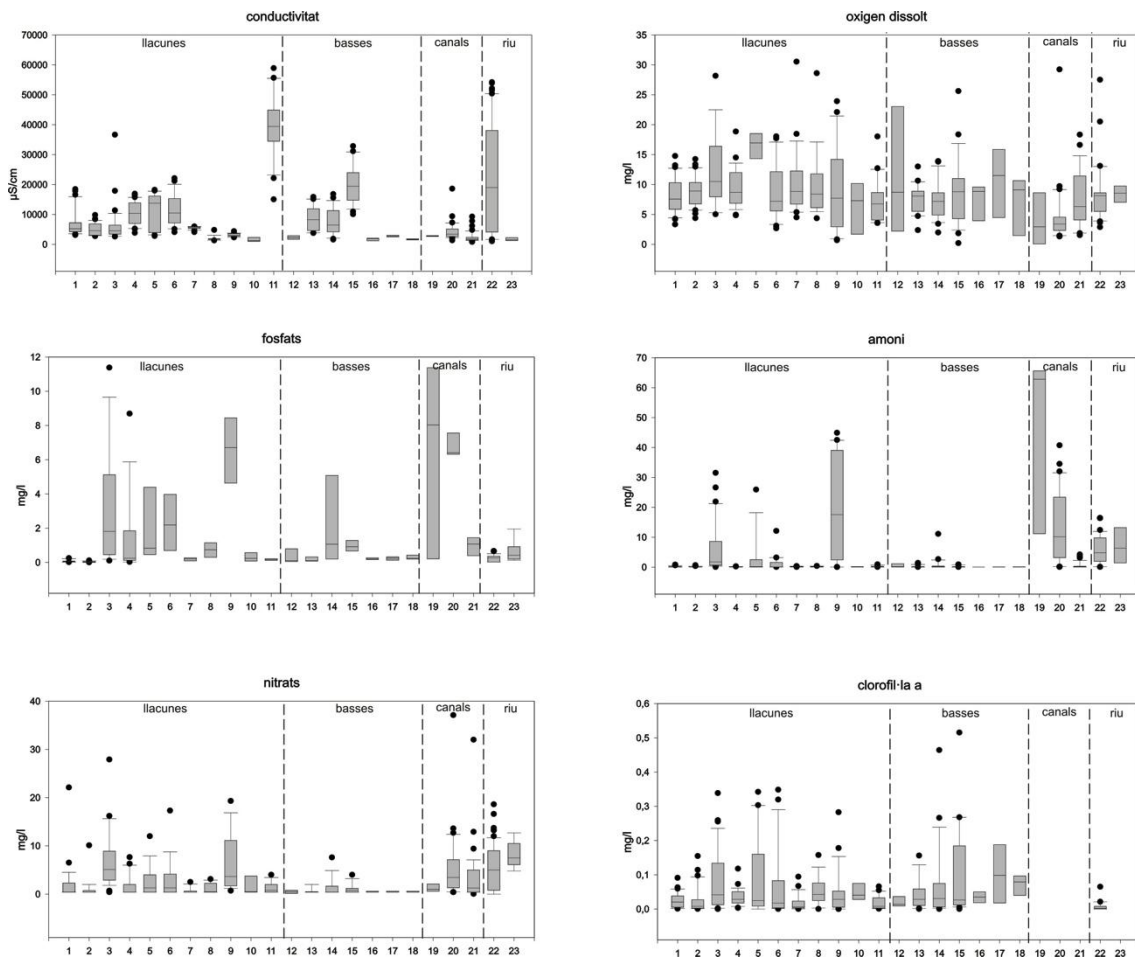 conductivitat
llacunes basses canals riu
70000
60000
50000
40000
30000
20000
10000
0
µS/cm
1 2 3 4 5 6 7 8 9 10 11 12 13 14 15 16 17 18 19 20 21 22 23
oxigen dissolt
llacunes basses canals riu
35
30
25
20
15
10
5
0
mg/l
1 2 3 4 5 6 7 8 9 10 11 12 13 14 15 16 17 18 19 20 21 22 23
fosfats
llacunes basses canals riu
12
10
8
6
4
2
0
mg/l
1 2 3 4 5 6 7 8 9 10 11 12 13 14 15 16 17 18 19 20 21 22 23
amoni
llacunes basses canals riu
70
60
50
40
30
20
10
0
mg/l
1 2 3 4 5 6 7 8 9 10 11 12 13 14 15 16 17 18 19 20 21 22 23
nitrats
llacunes basses canals riu
40
30
20
10
0
mg/l
1 2 3 4 5 6 7 8 9 10 11 12 13 14 15 16 17 18 19 20 21 22 23
clorofil·la a
llacunes basses canals riu
0,6
0,5
0,4
0,3
0,2
0,1
0,0
mg/l
1 2 3 4 5 6 7 8 9 10 11 12 13 14 15 16 17 18 19 20 21 22 23